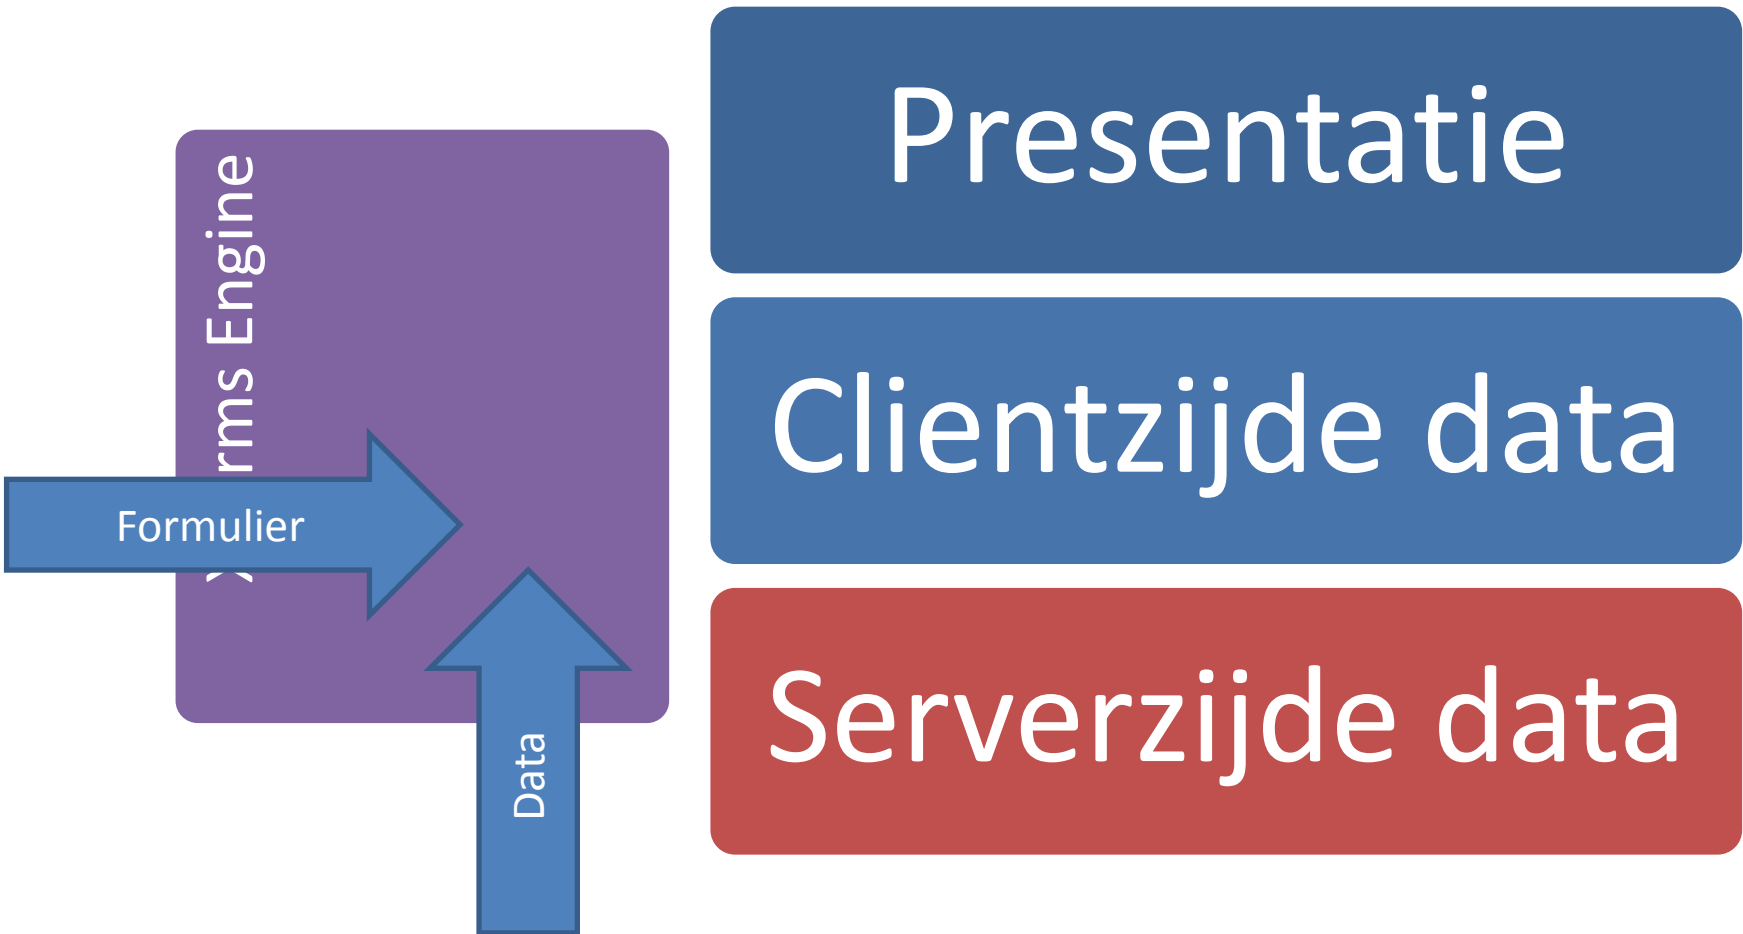 Presentatie
Clientzijde data
Serverzijde data
rms Engine
Formulier
Data